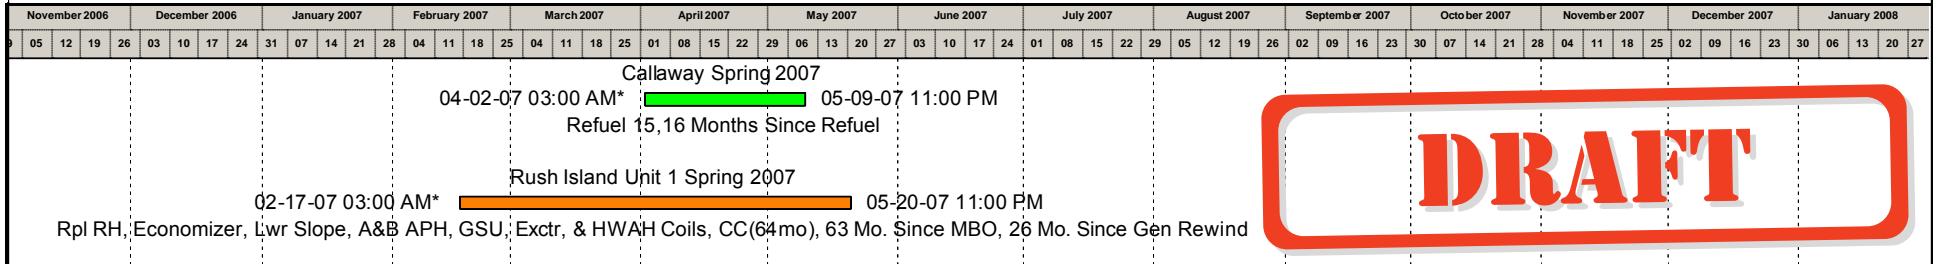 November 2006 December 2006 January 2007 February 2007 March 2007 April 2007 May 2007 June 2007 July 2007 August 2007 September 2007 October 2007 November 2007 December 2007 January 2008
9 05 12 19 26 03 10 17 24 31 07 14 21 28 04 11 18 25 04 11 18 25 01 08 15 22 29 06 13 20 27 03 10 17 24 01 08 15 22 29 05 12 19 26 02 09 16 23 30 07 14 21 28 04 11 18 25 02 09 16 23 30 06 13 20 27
Callaway Spring 2007
04-02-07 03:00 AM* 05-09-07 11:00 PM
Refuel 15,16 Months Since Refuel
DRAFT
Rush Island Unit 1 Spring 2007
02-17-07 03:00 AM* 05-20-07 11:00 PM
Rpl RH, Economizer, Lwr Slope, A&B APH, GSU, Exctr, & HWAH Coils, CC(64mo), 63 Mo. Since MBO, 26 Mo. Since Gen Rewind